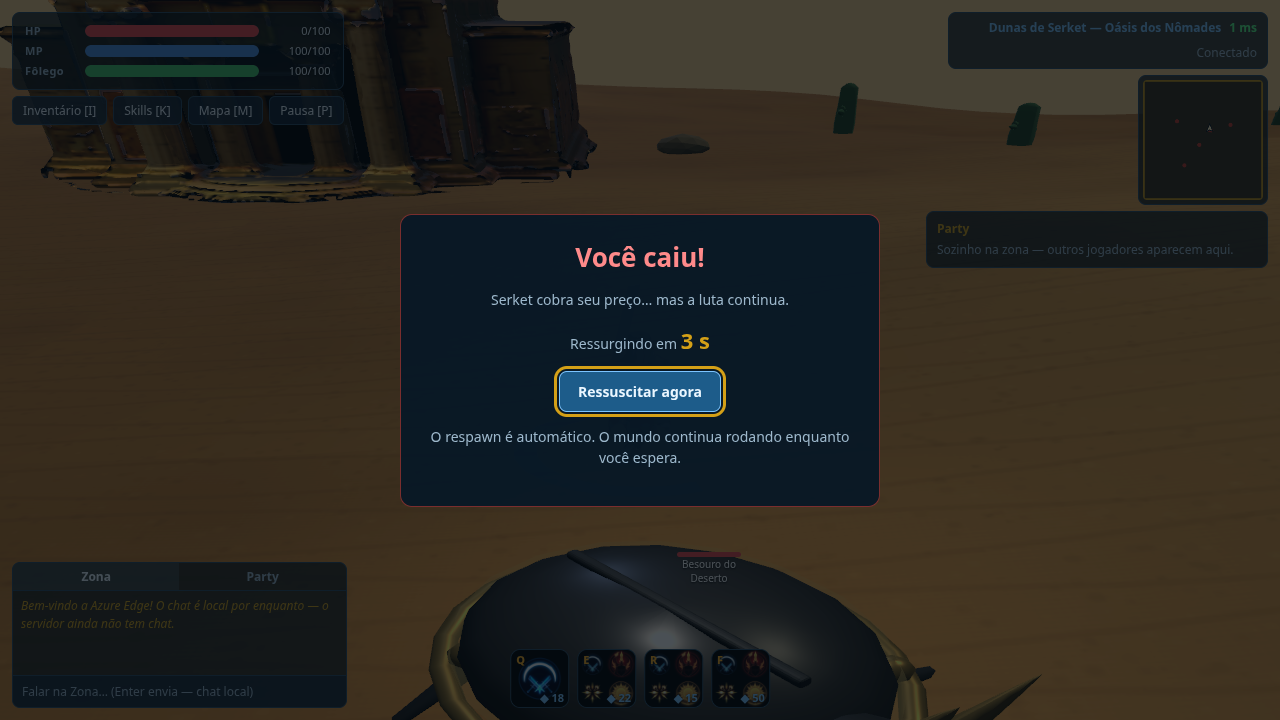 HP 0/100
MP 100/100
Fôlego 100/100
Inventário [I] Skills [K] Mapa [M] Pausa [P]
Dunas de Serket — Oásis dos Nômades 1 ms
Conectado
Party
Sozinho na zona — outros jogadores aparecem aqui.
Você caiu!
Serket cobra seu preço... mas a luta continua.
Ressurgindo em 3 s
Ressuscitar agora
O respawn é automático. O mundo continua rodando enquanto
você espera.
Besouro do
Deserto
Zona Party
Bem-vindo a Azure Edge! O chat é local por enquanto — o
servidor ainda não tem chat.
Falar na Zona... (Enter envia — chat local)
Q E R F
18 22 15 50